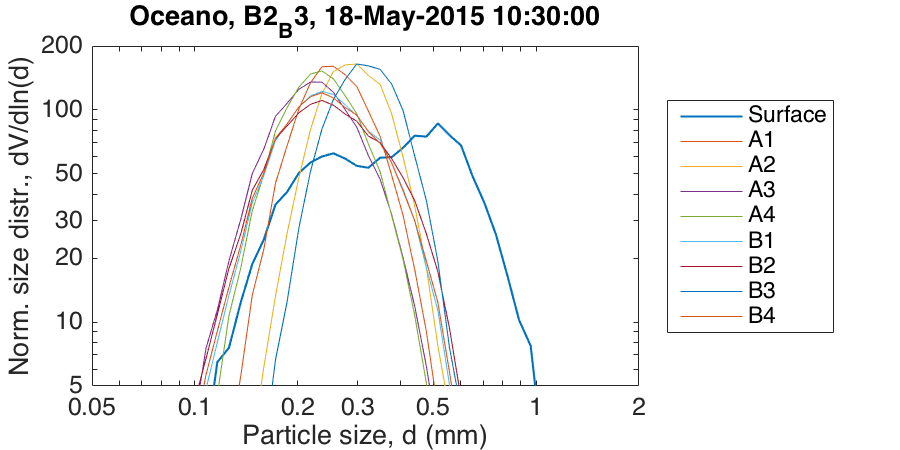 Oceano, B2_B3, 18-May-2015 10:30:00
Norm. size distr., dV/dln(d)
200
100
50
30
20
10
5
0.05 0.1 0.2 0.3 0.5 1 2
Particle size, d (mm)
Surface
A1
A2
A3
A4
B1
B2
B3
B4